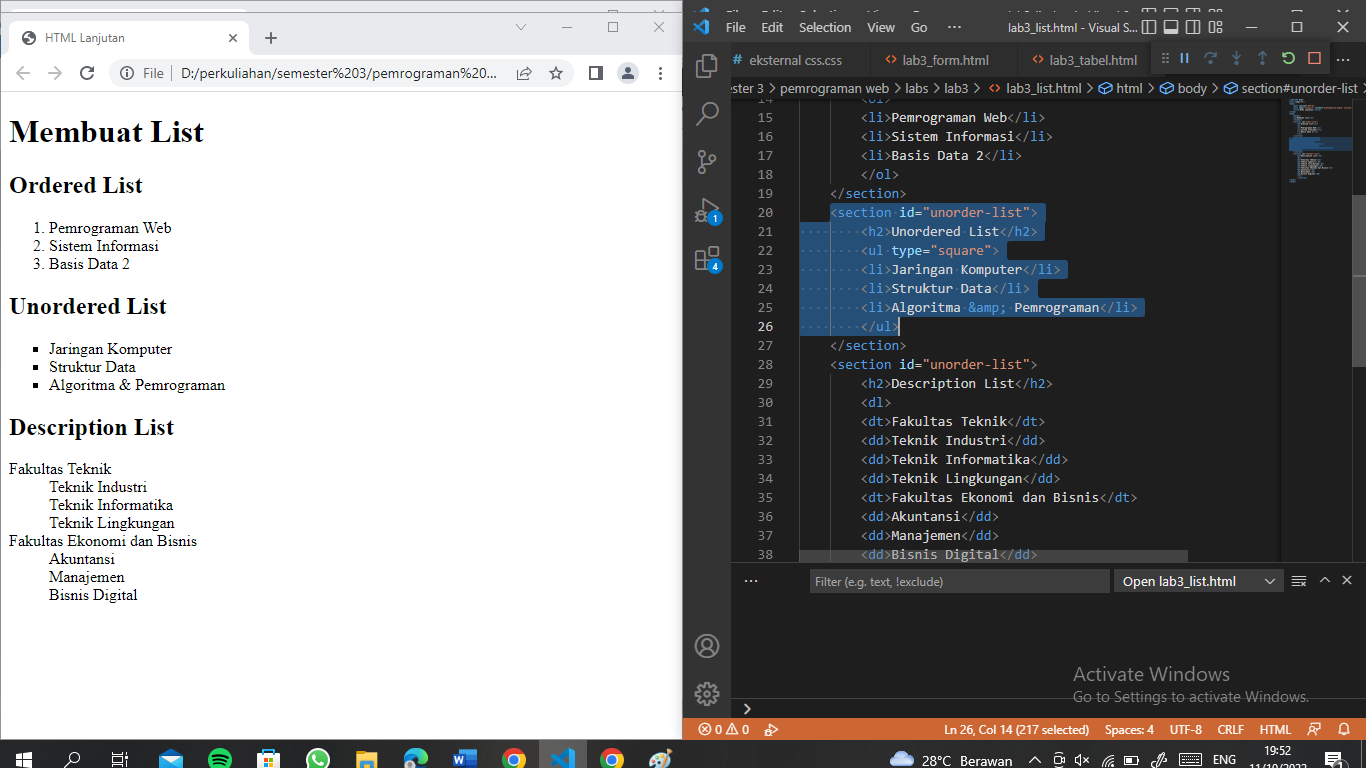 HTML Lanjutan
File | D:/perkuliahan/semester%203/pemrograman%20...
Membuat List
Ordered List
1. Pemrograman Web
2. Sistem Informasi
3. Basis Data 2
Unordered List
Jaringan Komputer
Struktur Data
Algoritma & Pemrograman
Description List
Fakultas Teknik
Teknik Industri
Teknik Informatika
Teknik Lingkungan
Fakultas Ekonomi dan Bisnis
Akuntansi
Manajemen
Bisnis Digital
File Edit Selection View Go ··· lab3_list.html - Visual S...
# eksternal css.css <> lab3_form.html <> lab3_tabel.html ···
ester 3 > pemrograman web > labs > lab3 > <> lab3_list.html > html > body > section#unorder-list
15 <li>Pemrograman Web</li>
16 <li>Sistem Informasi</li>
17 <li>Basis Data 2</li>
18 </ol>
19 </section>
20 <section id="unorder-list">
21 <h2>Unordered List</h2>
22 <ul type="square">
23 <li>Jaringan Komputer</li>
24 <li>Struktur Data</li>
25 <li>Algoritma &amp; Pemrograman</li>
26 </ul>
27 </section>
28 <section id="unorder-list">
29 <h2>Description List</h2>
30 <dl>
31 <dt>Fakultas Teknik</dt>
32 <dd>Teknik Industri</dd>
33 <dd>Teknik Informatika</dd>
34 <dd>Teknik Lingkungan</dd>
35 <dt>Fakultas Ekonomi dan Bisnis</dt>
36 <dd>Akuntansi</dd>
37 <dd>Manajemen</dd>
38 <dd>Bisnis Digital</dd>
1
4
··· Filter (e.g. text, !exclude) Open lab3_list.html
Activate Windows
Go to Settings to activate Windows.
0 0 Ln 26, Col 14 (217 selected) Spaces: 4 UTF-8 CRLF HTML
28°C Berawan ENG 19:52
1